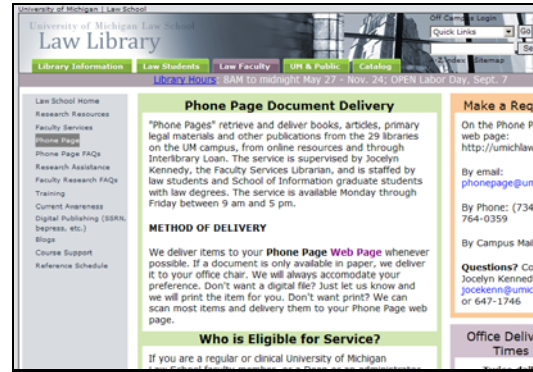 University of Michigan | Law School
Off Campus Login
University of Michigan Law School
Law Library
Quick Links
Go
A-Z Index Sitemap
Library Information
Law Students
Law Faculty
UM & Public
Catalog
Library Hours: 8AM to midnight May 27 - Nov. 24; OPEN Labor Day, Sept. 7
Law School Home
Research Resources
Faculty Services
Phone Page
Phone Page FAQs
Research Assistance
Faculty Research FAQs
Training
Current Awareness
Digital Publishing (SSRN,
bepress, etc.)
Blogs
Course Support
Reference Schedule
Phone Page Document Delivery
"Phone Pages" retrieve and deliver books, articles, primary
legal materials and other publications from the 29 libraries
on the UM campus, from online resources and through
Interlibrary Loan. The service is supervised by Jocelyn
Kennedy, the Faculty Services Librarian, and is staffed by
law students and School of Information graduate students
with law degrees. The service is available Monday through
Friday between 9 am and 5 pm.
METHOD OF DELIVERY
We deliver items to your Phone Page Web Page whenever
possible. If a document is only available in paper, we deliver
it to your office chair. We will always accomodate your
preference. Don't want a digital file? Just let us know and
we will print the item for you. Don't want print? We can
scan most items and delivery them to your Phone Page web
page.
Who is Eligible for Service?
If you are a regular or clinical University of Michigan
Law School faculty member, or a Dean or an administrator
Make a Req
On the Phone P
web page:
http://umichlaw
By email:
phonepage@um
By Phone: (734
764-0359
By Campus Mail
Questions? Co
Jocelyn Kenned
jocekenn@umic
or 647-1746
Office Deliv
Times